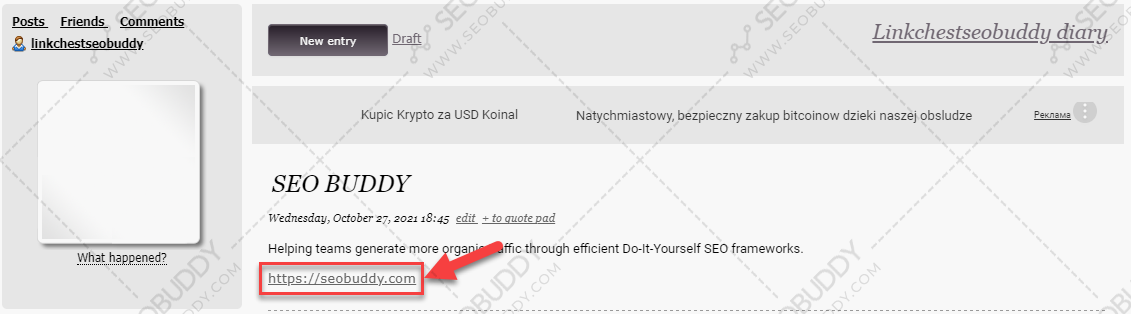 Posts Friends Comments
linkchestseobuddy
What happened?
New entry Draft
Linkchestseobuddy diary
Kupic Krypto za USD Koinal
Natychmiastowy, bezpieczny zakup bitcoinow dzieki naszej obsludze
Реклама
SEO BUDDY
Wednesday, October 27, 2021 18:45 edit + to quote pad
Helping teams generate more organic traffic through efficient Do-It-Yourself SEO frameworks.
https://seobuddy.com
SEOBUDDY
WWW.SEOBUDDY.COM